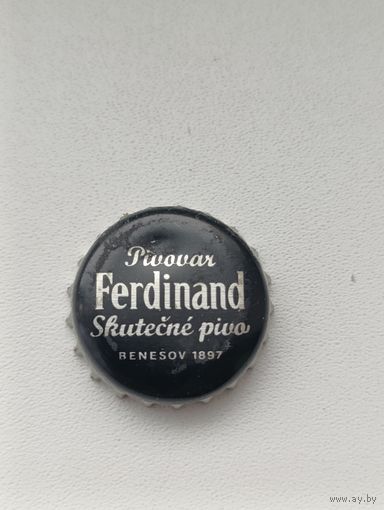 Pivovar
Ferdinand
Skutečné pivo
BENEŠOV 1897
www.ay.by